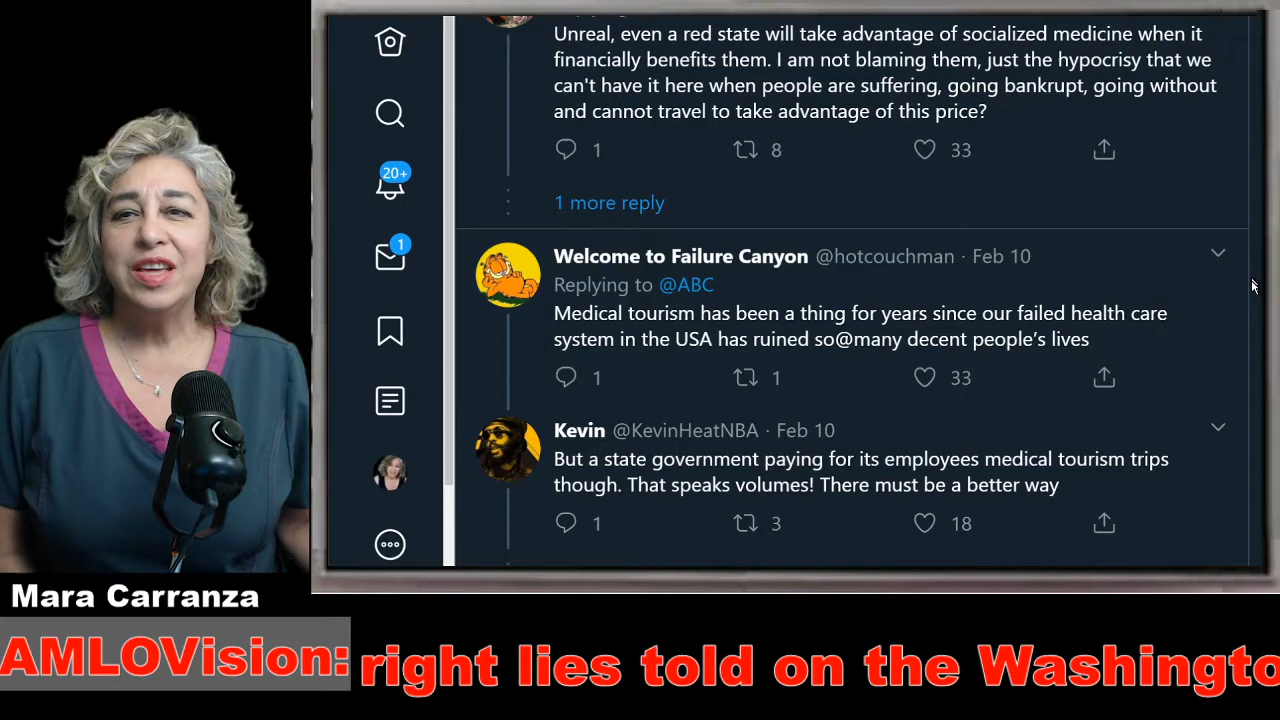 Unreal, even a red state will take advantage of socialized medicine when it
financially benefits them. I am not blaming them, just the hypocrisy that we
can't have it here when people are suffering, going bankrupt, going without
and cannot travel to take advantage of this price?
1 8 33
20+
1 more reply
1
Welcome to Failure Canyon @hotcouchman · Feb 10
Replying to @ABC
Medical tourism has been a thing for years since our failed health care
system in the USA has ruined so@many decent people’s lives
1 1 33
Kevin @KevinHeatNBA · Feb 10
But a state government paying for its employees medical tourism trips
though. That speaks volumes! There must be a better way
1 3 18
Mara Carranza
AMLOVision: right lies told on the Washingto